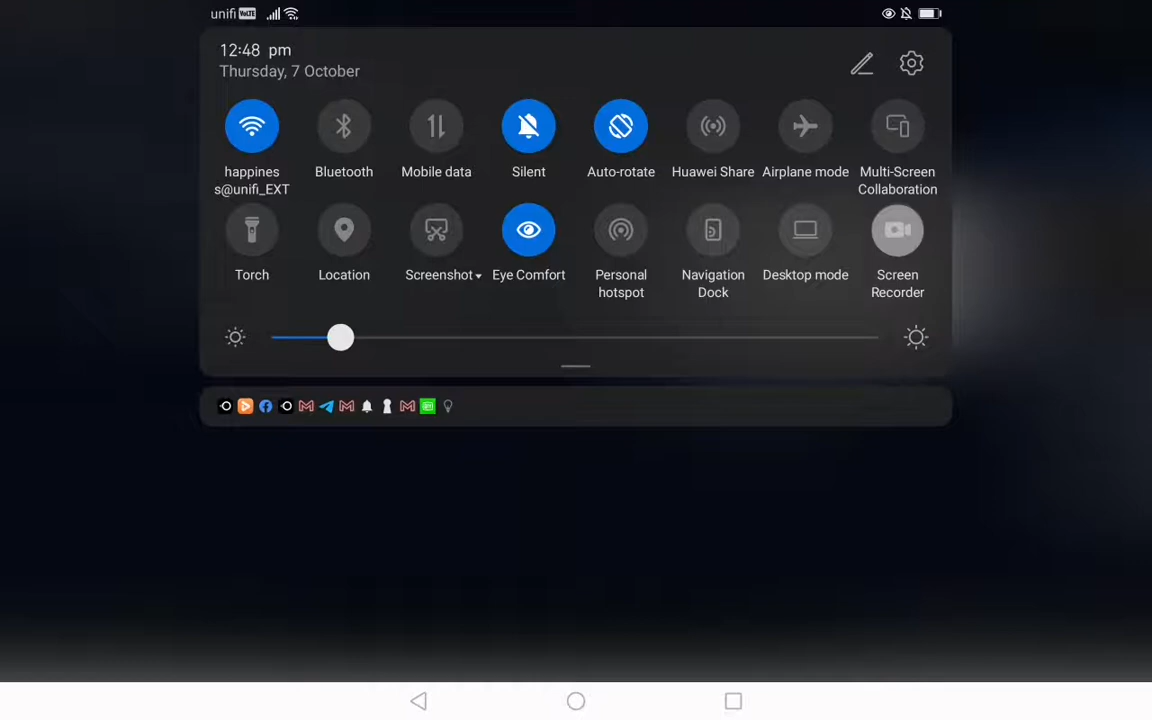 unifi VoLTE
12:48 pm
Thursday, 7 October
happines
s@unifi_EXT
Bluetooth
Mobile data
Silent
Auto-rotate
Huawei Share
Airplane mode
Multi-Screen
Collaboration
Torch
Location
Screenshot
Eye Comfort
Personal
hotspot
Navigation
Dock
Desktop mode
Screen
Recorder